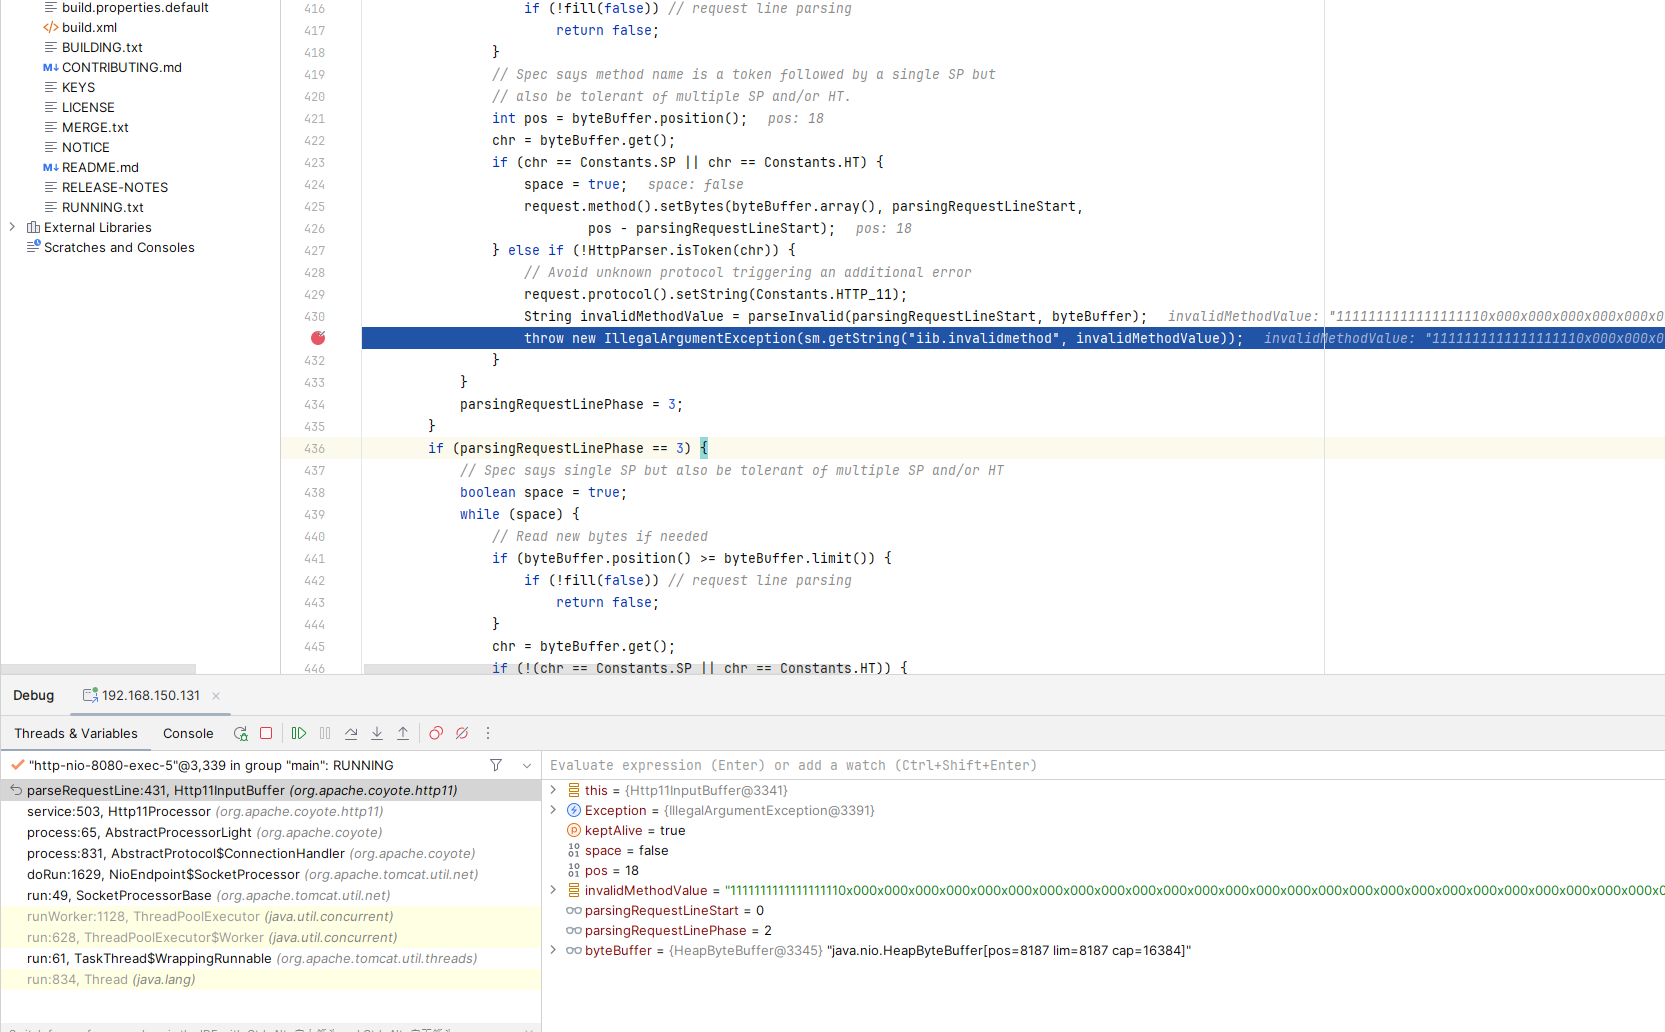 build.properties.default
build.xml
BUILDING.txt
CONTRIBUTING.md
KEYS
LICENSE
MERGE.txt
NOTICE
README.md
RELEASE-NOTES
RUNNING.txt
External Libraries
Scratches and Consoles
416 if (!fill(false)) // request line parsing
417 return false;
418 }
419 // Spec says method name is a token followed by a single SP but
420 // also be tolerant of multiple SP and/or HT.
421 int pos = byteBuffer.position(); pos: 18
422 chr = byteBuffer.get();
423 if (chr == Constants.SP || chr == Constants.HT) {
424 space = true; space: false
425 request.method().setBytes(byteBuffer.array(), parsingRequestLineStart,
426 pos - parsingRequestLineStart); pos: 18
427 } else if (!HttpParser.isToken(chr)) {
428 // Avoid unknown protocol triggering an additional error
429 request.protocol().setString(Constants.HTTP_11);
430 String invalidMethodValue = parseInvalid(parsingRequestLineStart, byteBuffer); invalidMethodValue: "1111111111111111110x000x000x000x000x000x0
throw new IllegalArgumentException(sm.getString("iib.invalidmethod", invalidMethodValue)); invalidMethodValue: "1111111111111111110x000x000x0
432 }
433 }
434 parsingRequestLinePhase = 3;
435 }
436 if (parsingRequestLinePhase == 3) {
437 // Spec says single SP but also be tolerant of multiple SP and/or HT
438 boolean space = true;
439 while (space) {
440 // Read new bytes if needed
441 if (byteBuffer.position() >= byteBuffer.limit()) {
442 if (!fill(false)) // request line parsing
443 return false;
444 }
445 chr = byteBuffer.get();
446 if (!(chr == Constants.SP || chr == Constants.HT)) {
Debug 192.168.150.131
Threads & Variables Console
"http-nio-8080-exec-5"@3,339 in group "main": RUNNING
parseRequestLine:431, Http11InputBuffer (org.apache.coyote.http11)
service:503, Http11Processor (org.apache.coyote.http11)
process:65, AbstractProcessorLight (org.apache.coyote)
process:831, AbstractProtocol$ConnectionHandler (org.apache.coyote)
doRun:1629, NioEndpoint$SocketProcessor (org.apache.tomcat.util.net)
run:49, SocketProcessorBase (org.apache.tomcat.util.net)
runWorker:1128, ThreadPoolExecutor (java.util.concurrent)
run:628, ThreadPoolExecutor$Worker (java.util.concurrent)
run:61, TaskThread$WrappingRunnable (org.apache.tomcat.util.threads)
run:834, Thread (java.lang)
Evaluate expression (Enter) or add a watch (Ctrl+Shift+Enter)
this = {Http11InputBuffer@3341}
Exception = {IllegalArgumentException@3391}
keptAlive = true
space = false
pos = 18
invalidMethodValue = "1111111111111111110x000x000x000x000x000x000x000x000x000x000x000x000x000x000x000x000x000x000x000x000x000x000x000x000x000x000x0
parsingRequestLineStart = 0
parsingRequestLinePhase = 2
byteBuffer = {HeapByteBuffer@3345} "java.nio.HeapByteBuffer[pos=8187 lim=8187 cap=16384]"